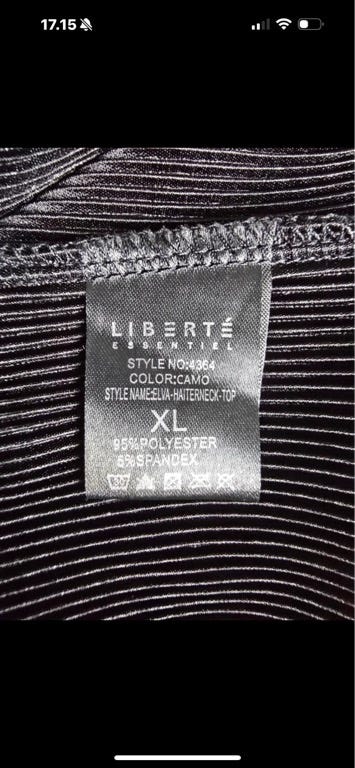 17.15
LIBERTÉ
ESSENTIEL
STYLE NO:4364
COLOR:CAMO
STYLE NAME:ELVA-HAITERNECK-TOP
XL
95%POLYESTER
5%SPANDEX
30